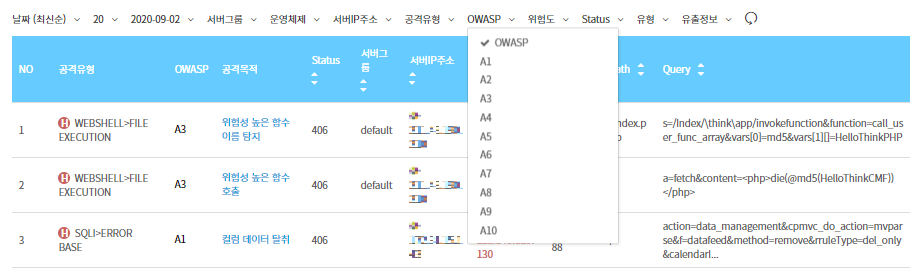 날짜 (최신순) 20 2020-09-02 서버그룹 운영체제 서버IP주소 공격유형 OWASP 위험도 Status 유형 유출정보
OWASP
A1
A2
A3
A4
A5
A6
A7
A8
A9
A10
NO 공격유형 OWASP 공격목적 Status 서버그 서버IP주소 ath Query
룹
1 H WEBSHELL>FILE A3 위험성 높은 함수 406 default ndex.p s=/Index/\think\app/invokefunction&function=call_us
EXECUTION 이름 탐지 er_func_array&vars[0]=md5&vars[1][]=HelloThinkPHP
2 H WEBSHELL>FILE A3 위험성 높은 함수 406 default a=fetch&content=<php>die(@md5(HelloThinkCMF))
EXECUTION 호출 </php>
3 H SQLI>ERROR A1 컬럼 데이터 탈취 406 action=data_management&cpmvc_do_action=mvpar
BASE 130 88 se&f=datafeed&method=remove&rruleType=del_only
&calendarI...